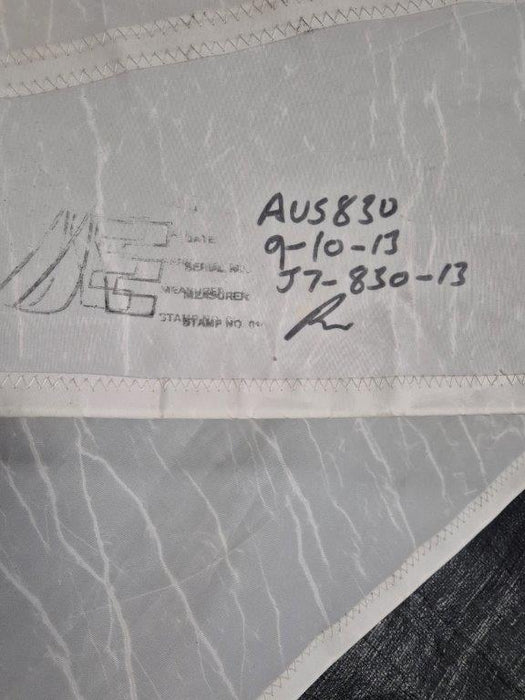 AUS830
DATE 9-10-13
SERIAL NO. J7-830-13
MEASURER
STAMP NO.